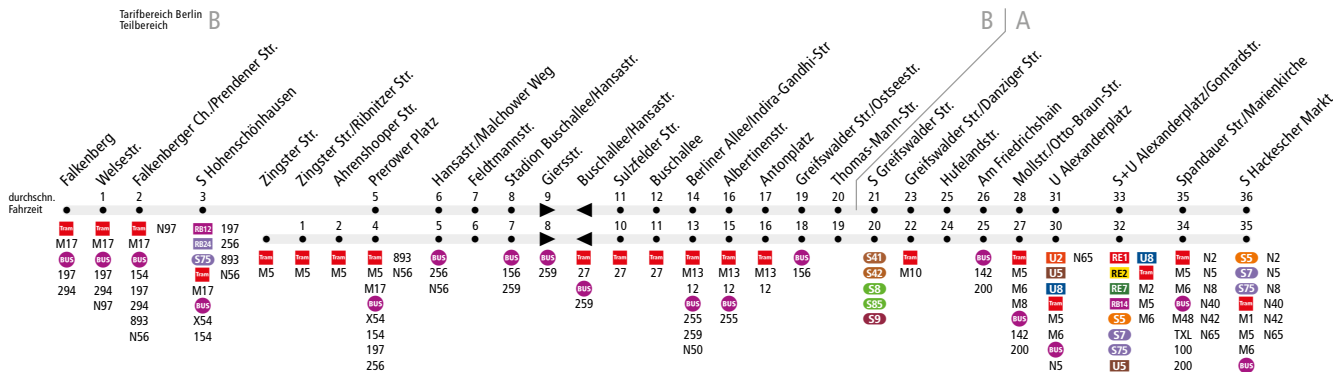 Tarifbereich Berlin
Teilbereich B
B A
Falkenberg
Welsestr.
Falkenberger Ch./Prendener Str.
S Hohenschönhausen
Zingster Str.
Zingster Str./Ribnitzer Str.
Ahrenshooper Str.
Prerower Platz
Hansastr./Malchower Weg
Feldtmannstr.
Station Buschallee/Hansastr.
Giersstr.
Buschallee/Hansastr.
Sulzfelder Str.
Buschallee
Berliner Allee/Indira-Gandhi-Str
Albertinenstr.
Antonplatz
Greifswalder Str./Ostseestr.
Thomas-Mann-Str.
S Greifswalder Str.
Greifswalder Str./Danziger Str.
Hufelandstr.
Am Friedrichshain
Mollstr./Otto-Braun-Str.
U Alexanderplatz
S+U Alexanderplatz/Gontardstr.
Spandauer Str./Marienkirche
S Hackescher Markt
durchschn.
Fahrzeit
1 2 3 5 6 7 8 9 11 12 14 16 17 19 20 21 23 25 26 28 31 33 35 36
1 2 4 5 6 7 8 10 11 13 15 16 18 19 20 22 24 25 27 30 32 34 35
Tram
M17
BUS
197
294
Tram
M17
BUS
197
294
N97
Tram N97
M17
BUS
154
197
294
893
N56
RB12 197
RB24 256
S75 893
Tram N56
M17
BUS
X54
154
Tram
M5
Tram
M5
Tram
M5
Tram 893
M5 N56
M17
BUS
X54
154
197
256
BUS
256
N56
BUS
156
259
BUS
259
Tram
27
BUS
259
Tram
27
Tram
27
Tram
M13
12
BUS
255
259
N50
Tram
M13
12
BUS
255
Tram
M13
12
BUS
156
S41
S42
S8
S85
S9
Tram
M10
BUS
142
200
Tram
M5
M6
M8
BUS
142
200
U2 N65
U5
U8
Tram
M5
M6
BUS
N5
RE1 U8
RE2 Tram
RE7 M2
RB14 M5
S5 M6
S7
S75
U5
Tram N2
M5 N5
M6 N8
BUS N40
M48 N42
TXL N65
100
200
S5 N2
S7 N5
S75 N8
Tram N40
M1 N42
M5 N65
M6
BUS